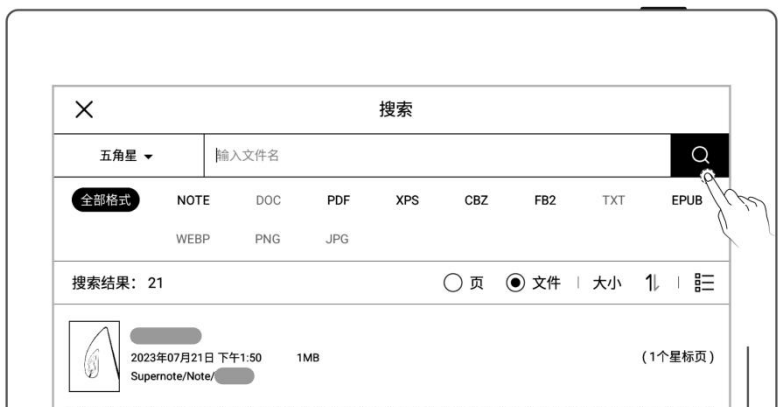 搜索
五角星 输入文件名
全部格式 NOTE DOC PDF XPS CBZ FB2 TXT EPUB
WEBP PNG JPG
搜索结果： 21 页 文件 大小
2023年07月21日 下午1:50 1MB (1个星标页)
Supernote/Note/